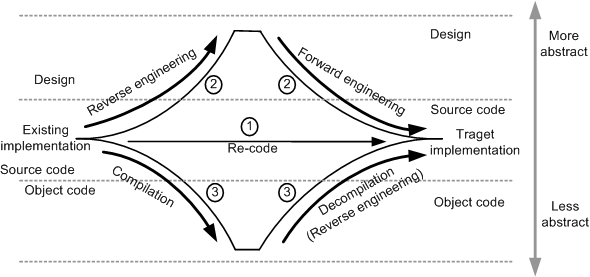 Design
More
abstract
Design
Reverse engineering
Forward engineering
2
2
Source code
Existing
implementation
1
Re-code
Traget
implementation
Source code
Object code
Compilation
3
3
Decompilation
(Reverse engineering)
Object code
Less
abstract